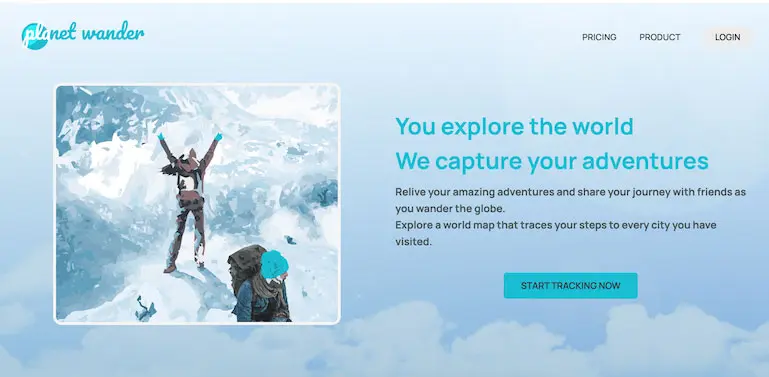 planet wander
PRICING
PRODUCT
LOGIN
You explore the world
We capture your adventures
Relive your amazing adventures and share your journey with friends as
you wander the globe.
Explore a world map that traces your steps to every city you have
visited.
START TRACKING NOW